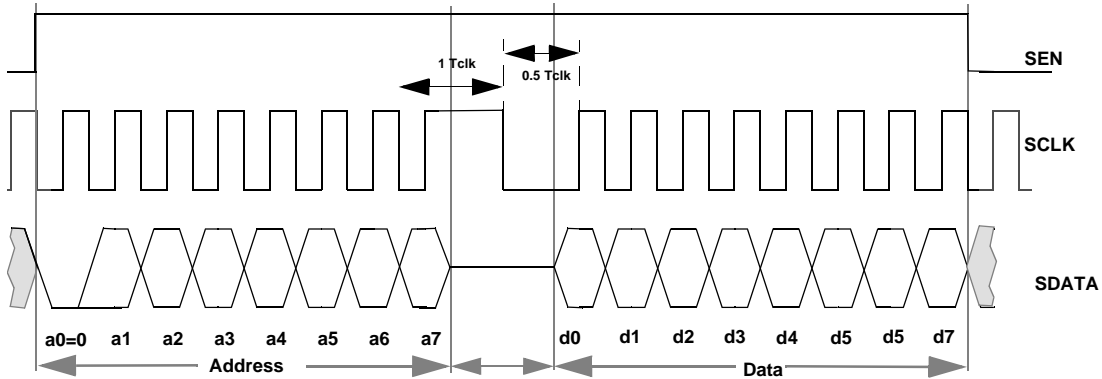 SEN
1 Tclk
0.5 Tclk
SCLK
SDATA
a0=0 a1 a2 a3 a4 a5 a6 a7 d0 d1 d2 d3 d4 d5 d5 d7
Address Data